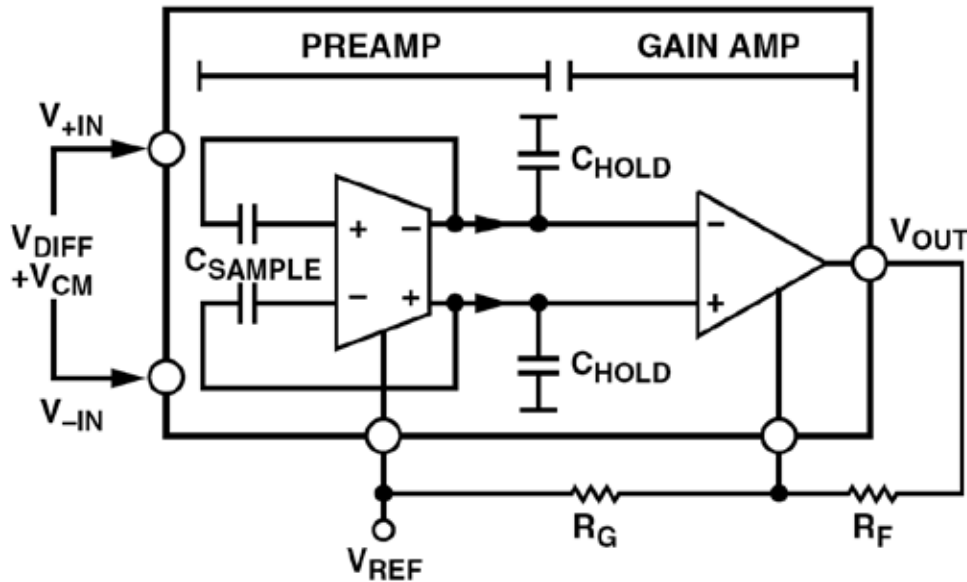 PREAMP
GAIN AMP
V+IN
CHOLD
VDIFF
+VCM
CSAMPLE
+ −
− +
−
+
VOUT
CHOLD
V−IN
RG
RF
VREF